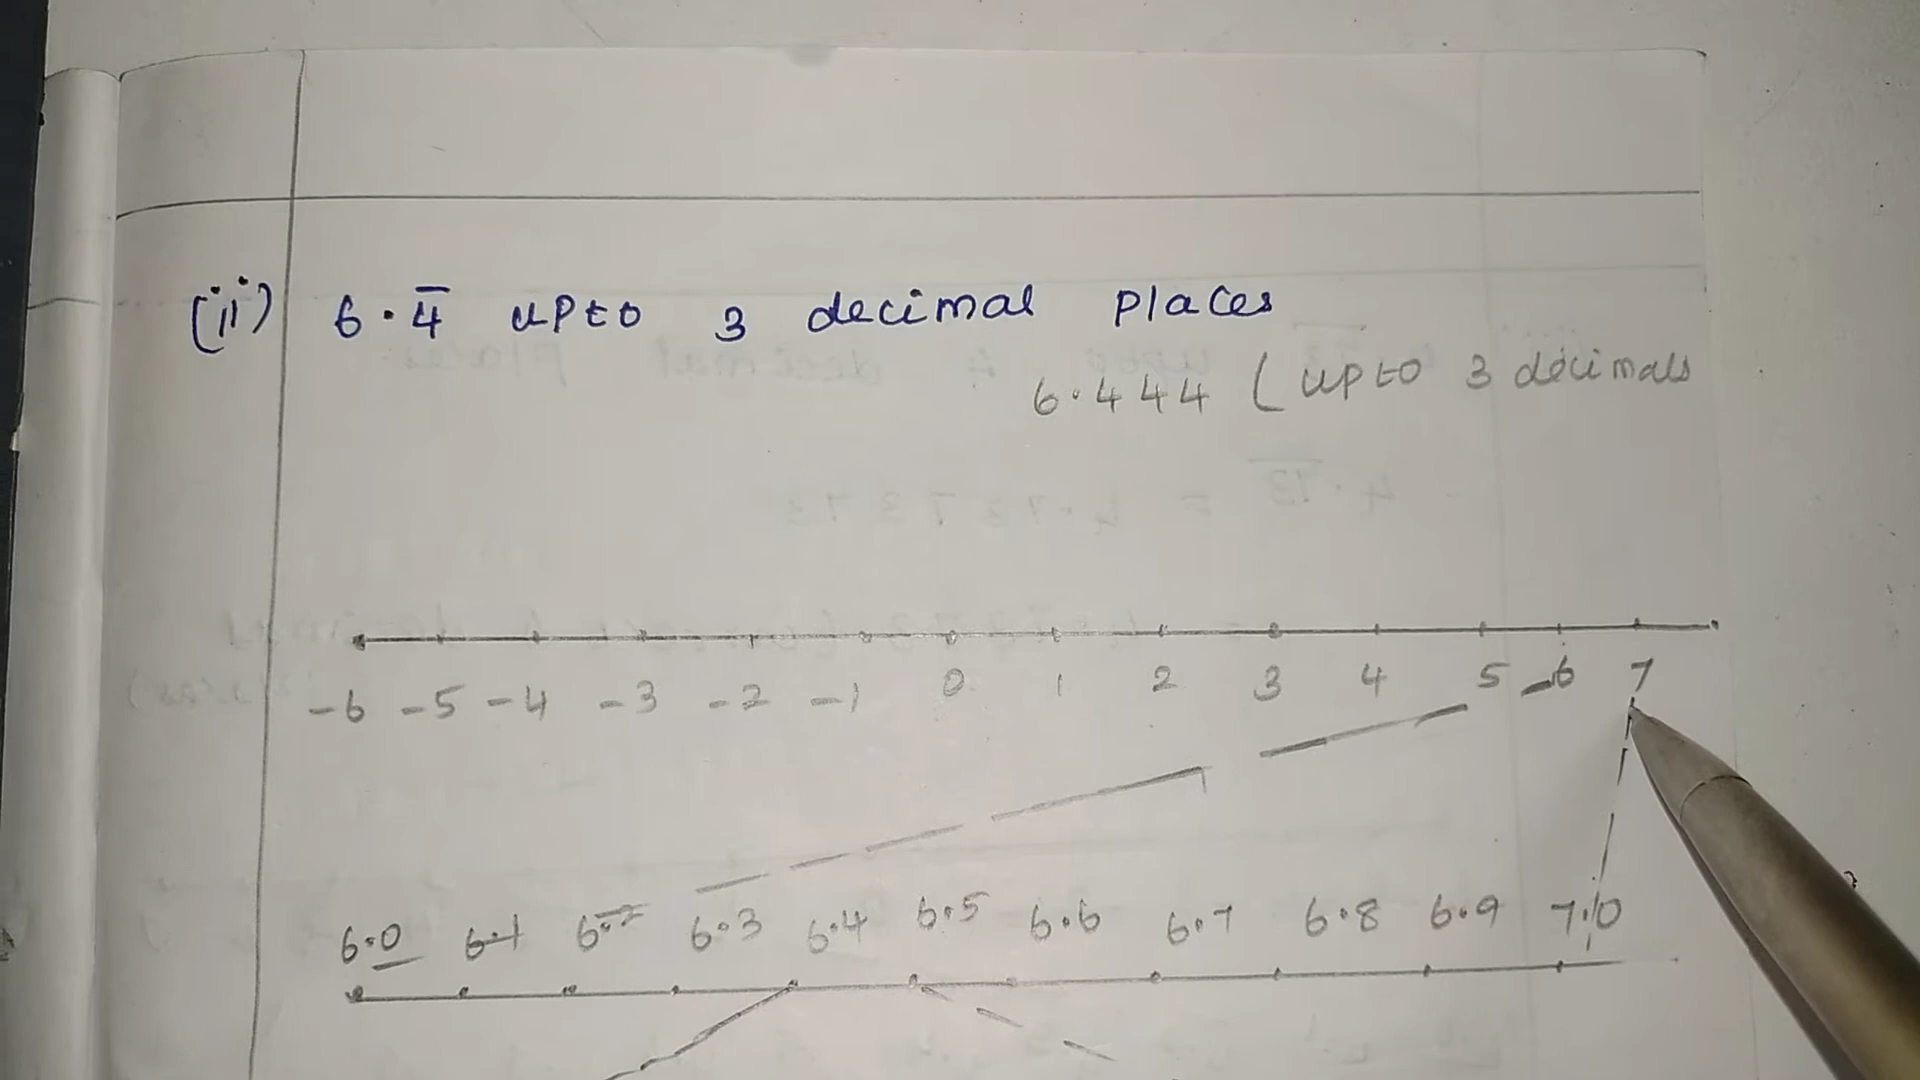 (ii) 6.4̅ upto 3 decimal places
6.444 ( upto 3 decimals
-6 -5 -4 -3 -2 -1 0 1 2 3 4 5 6 7
6.0 6.1 6.2 6.3 6.4 6.5 6.6 6.7 6.8 6.9 7.0